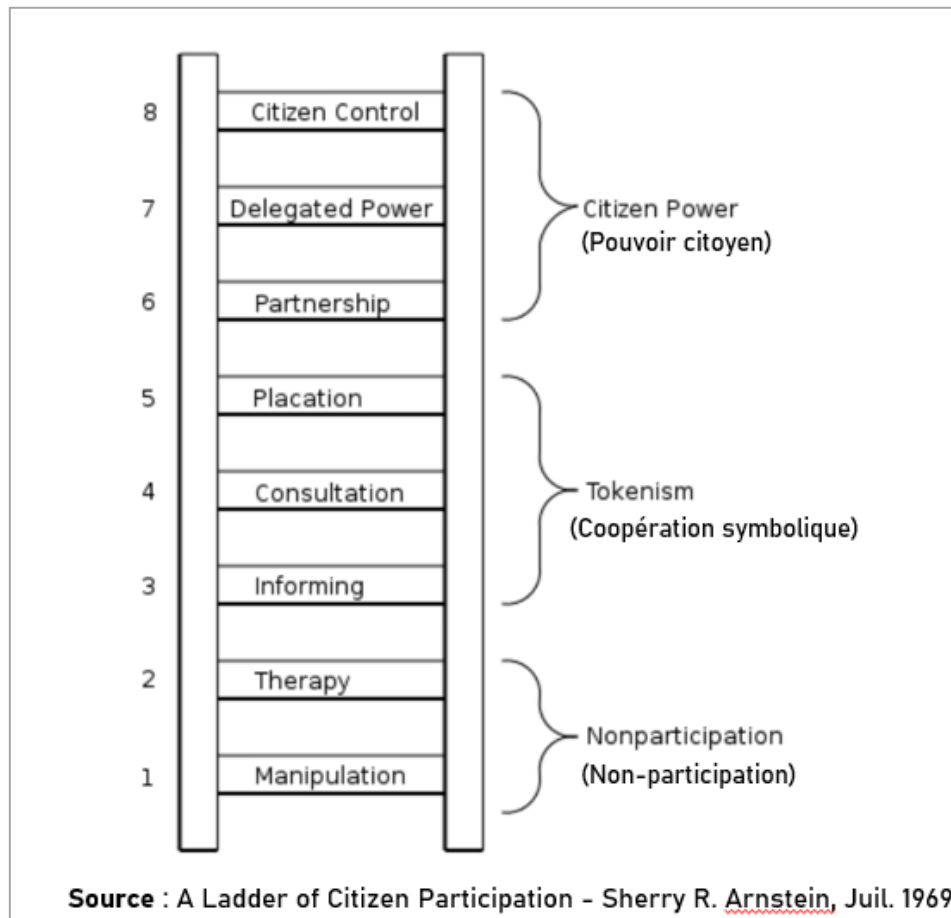 8 Citizen Control
7 Delegated Power
Citizen Power
(Pouvoir citoyen)
6 Partnership
5 Placation
4 Consultation
Tokenism
(Coopération symbolique)
3 Informing
2 Therapy
Nonparticipation
(Non-participation)
1 Manipulation
Source : A Ladder of Citizen Participation - Sherry R. Arnstein, Juil. 1969